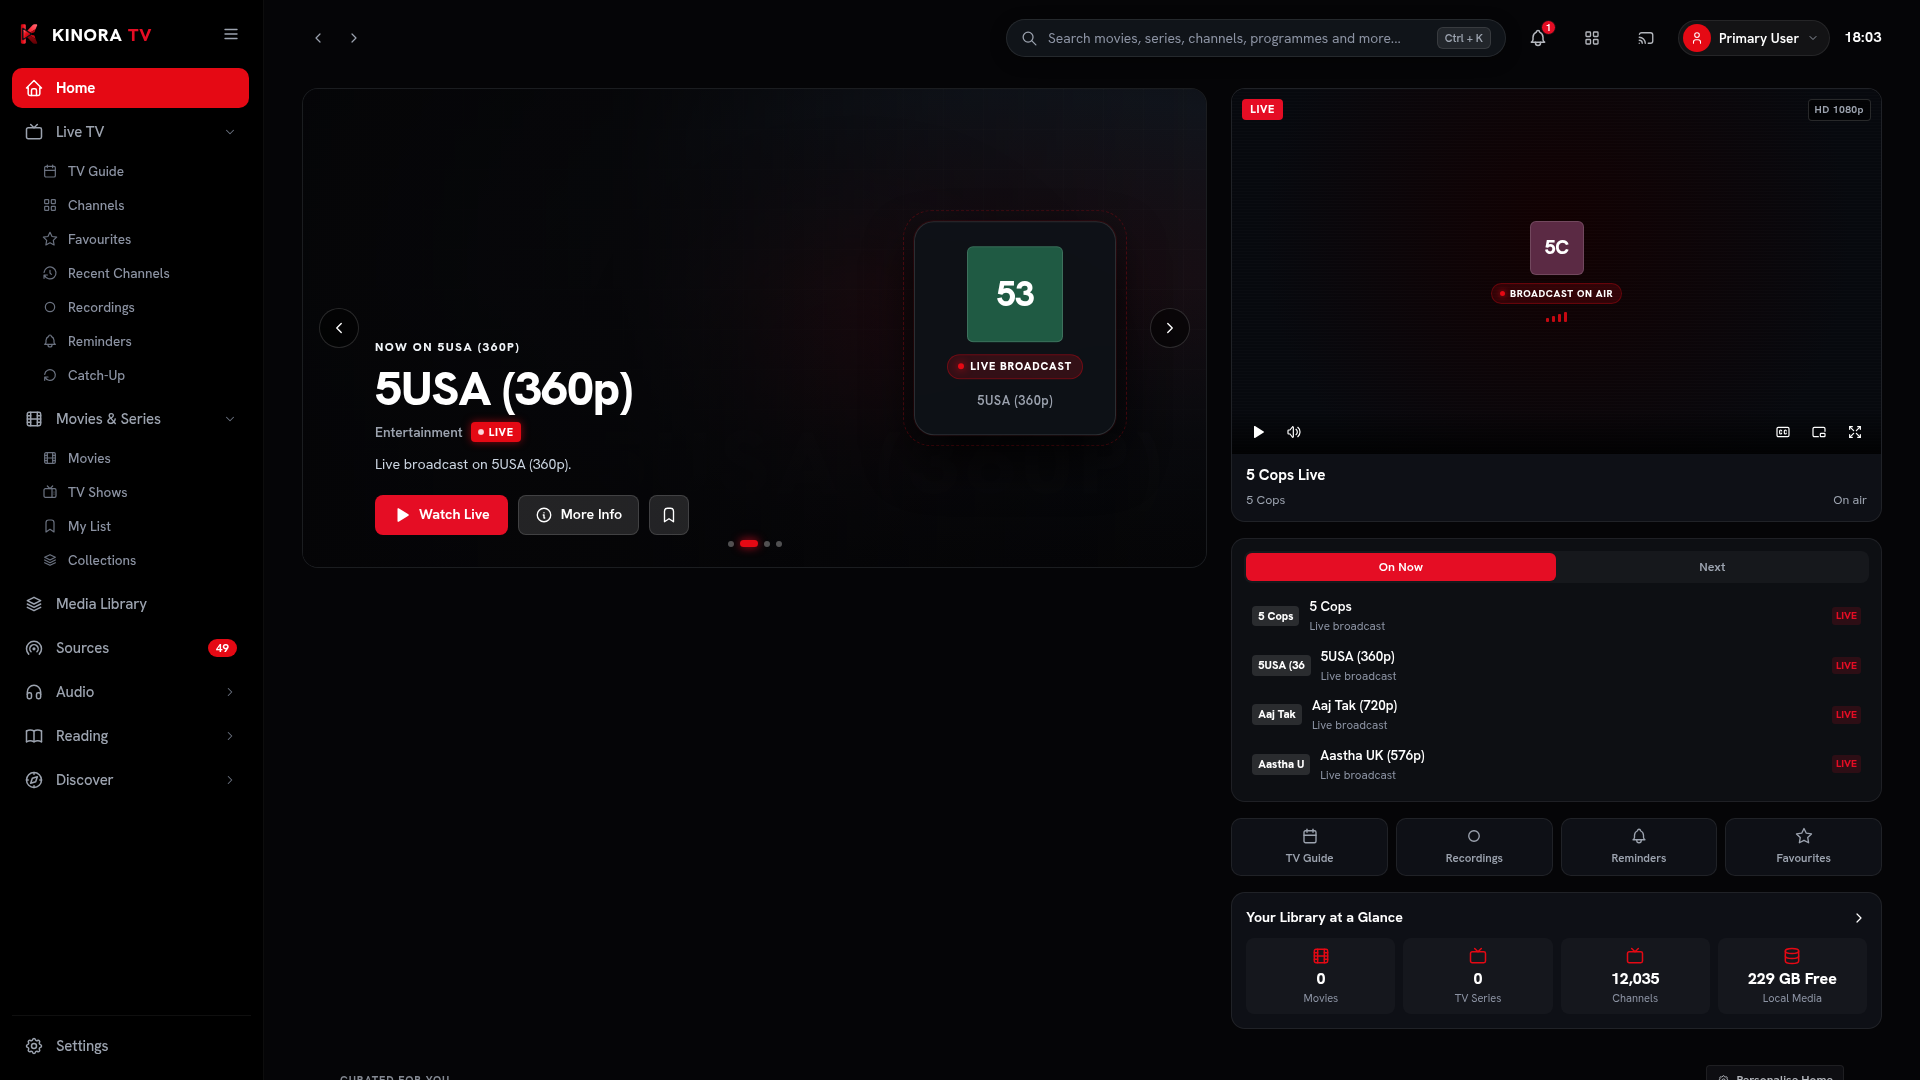 KINORA TV
Home
Live TV
TV Guide
Channels
Favourites
Recent Channels
Recordings
Reminders
Catch-Up
Movies & Series
Movies
TV Shows
My List
Collections
Media Library
Sources 49
Audio
Reading
Discover
Settings
Search movies, series, channels, programmes and more... Ctrl + K
1
Primary User
18:03
NOW ON 5USA (360P)
5USA (360p)
Entertainment LIVE
Live broadcast on 5USA (360p).
Watch Live
More Info
53
LIVE BROADCAST
5USA (360p)
LIVE
HD 1080p
5C
BROADCAST ON AIR
5 Cops Live
5 Cops On air
On Now Next
5 Cops 5 Cops LIVE
Live broadcast
5USA (36 5USA (360p) LIVE
Live broadcast
Aaj Tak Aaj Tak (720p) LIVE
Live broadcast
Aastha U Aastha UK (576p) LIVE
Live broadcast
TV Guide
Recordings
Reminders
Favourites
Your Library at a Glance
0
Movies
0
TV Series
12,035
Channels
229 GB Free
Local Media
CURATED FOR YOU
Personalise Home